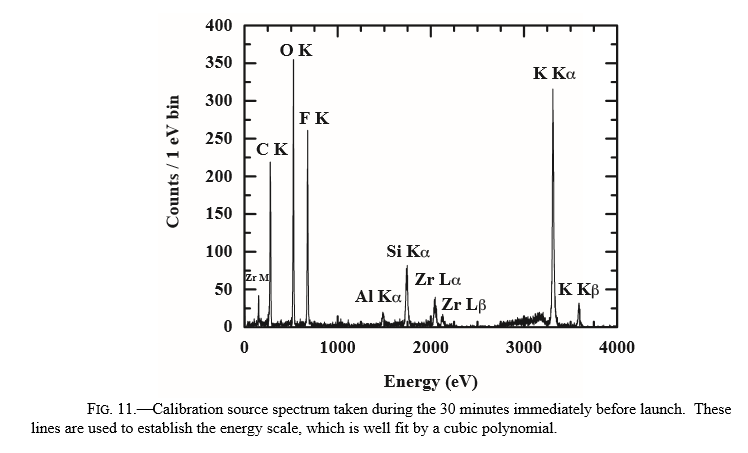 400
350
300
250
200
150
100
50
0
Counts / 1 eV bin
O K
K Kα
F K
C K
Si Kα
Zr M
Zr Lα
Al Kα
Zr Lβ
K Kβ
0 1000 2000 3000 4000
Energy (eV)
FIG. 11.—Calibration source spectrum taken during the 30 minutes immediately before launch. These
lines are used to establish the energy scale, which is well fit by a cubic polynomial.